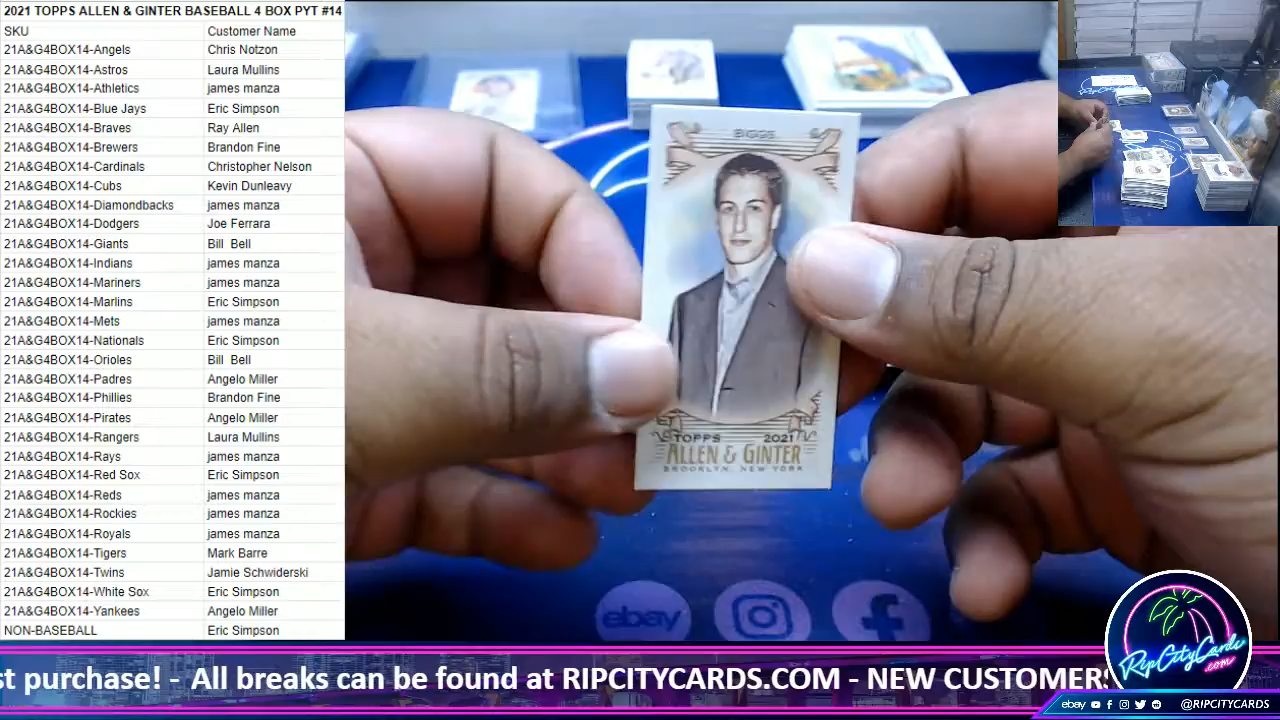 2021 TOPPS ALLEN & GINTER BASEBALL 4 BOX PYT #14
SKU Customer Name
21A&G4BOX14-Angels Chris Notzon
21A&G4BOX14-Astros Laura Mullins
21A&G4BOX14-Athletics james manza
21A&G4BOX14-Blue Jays Eric Simpson
21A&G4BOX14-Braves Ray Allen
21A&G4BOX14-Brewers Brandon Fine
21A&G4BOX14-Cardinals Christopher Nelson
21A&G4BOX14-Cubs Kevin Dunleavy
21A&G4BOX14-Diamondbacks james manza
21A&G4BOX14-Dodgers Joe Ferrara
21A&G4BOX14-Giants Bill Bell
21A&G4BOX14-Indians james manza
21A&G4BOX14-Mariners james manza
21A&G4BOX14-Marlins Eric Simpson
21A&G4BOX14-Mets james manza
21A&G4BOX14-Nationals Eric Simpson
21A&G4BOX14-Orioles Bill Bell
21A&G4BOX14-Padres Angelo Miller
21A&G4BOX14-Phillies Brandon Fine
21A&G4BOX14-Pirates Angelo Miller
21A&G4BOX14-Rangers Laura Mullins
21A&G4BOX14-Rays james manza
21A&G4BOX14-Red Sox Eric Simpson
21A&G4BOX14-Reds james manza
21A&G4BOX14-Rockies james manza
21A&G4BOX14-Royals james manza
21A&G4BOX14-Tigers Mark Barre
21A&G4BOX14-Twins Jamie Schwiderski
21A&G4BOX14-White Sox Eric Simpson
21A&G4BOX14-Yankees Angelo Miller
NON-BASEBALL Eric Simpson
BIGGS
TOPPS 2021
ALLEN & GINTER
BROOKLYN, NEW YORK
ebay
st purchase! - All breaks can be found at RIPCITYCARDS.COM - NEW CUSTOMERS
RipCityCards
.com
ebay @RIPCITYCARDS